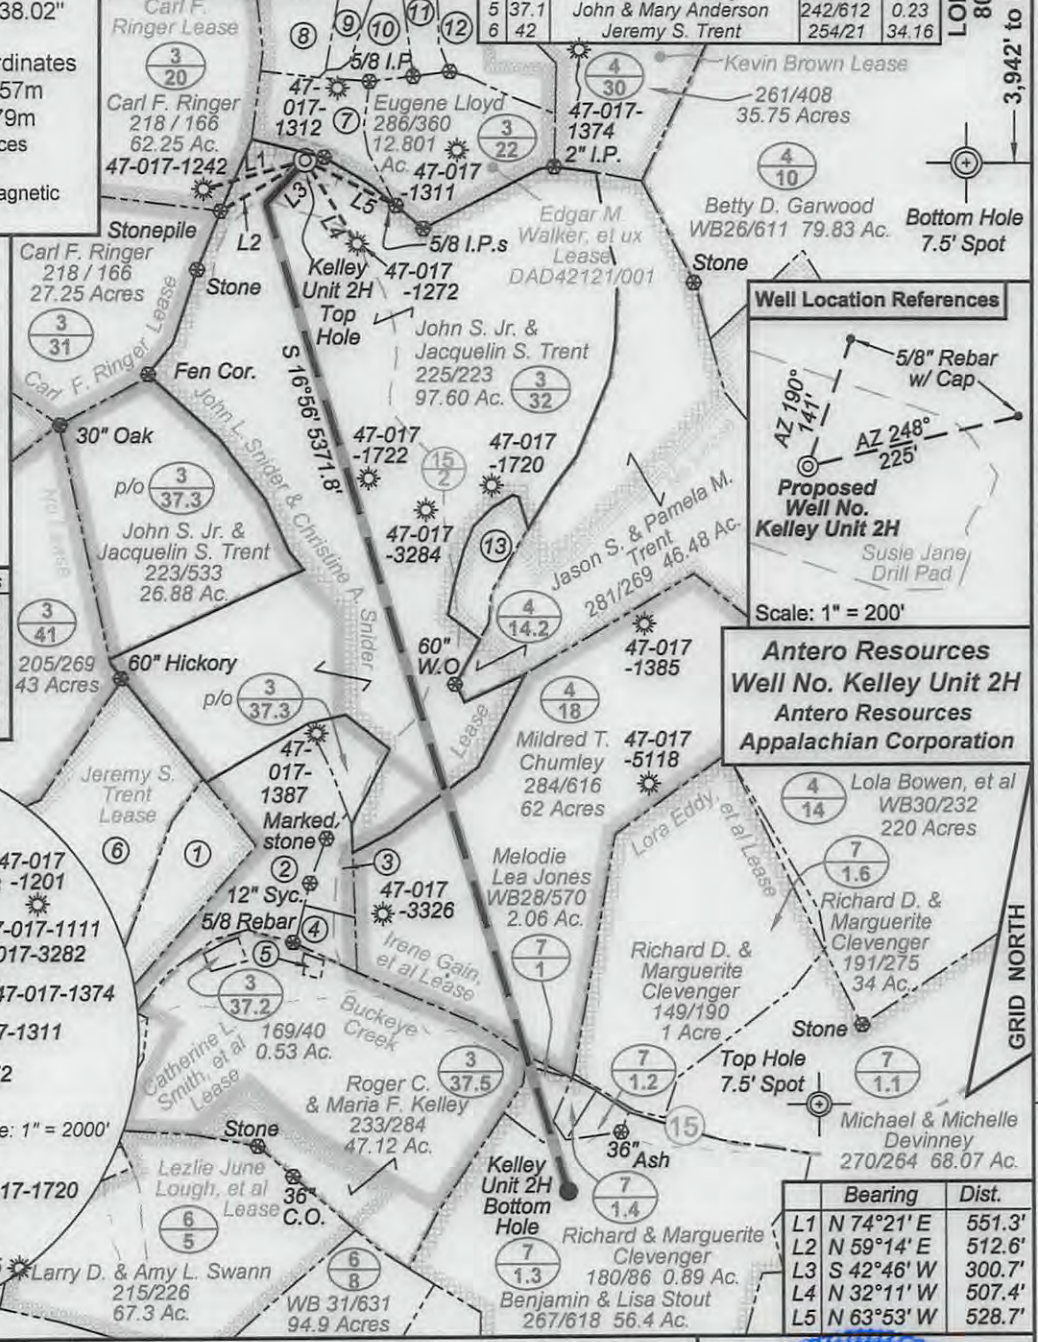 38.02"
rdinates
57m
79m
ces
agnetic
Carl F.
Ringer Lease
3
20
Carl F. Ringer
218 / 166
62.25 Ac.
47-017-1242
8
9
10
11
12
5/8 I.P.
47-
017-
1312
7
Eugene Lloyd
286/360
12.801
Ac.
3
22
47-017
-1311
5 37.1 John & Mary Anderson 242/612 0.23
6 42 Jeremy S. Trent 254/21 34.16
3,942' to
4
30
47-017-
1374
2" I.P.
Kevin Brown Lease
261/408
35.75 Acres
4
10
Betty D. Garwood
WB26/611 79.83 Ac.
Bottom Hole
7.5' Spot
L1
L2
L3
L4
L5
Stonepile
Stone
Carl F. Ringer
218 / 166
27.25 Acres
3
31
Carl F. Ringer Lease
5/8 I.P.s
Edgar M
Walker, et ux
Lease
DAD42121/001
Stone
Kelley
Unit 2H
Top
Hole
47-017
-1272
John S. Jr. &
Jacquelin S. Trent
225/223
97.60 Ac.
3
32
S 16°56' 5371.8'
Well Location References
5/8" Rebar
w/ Cap
AZ 190°
141'
AZ 248°
225'
Proposed
Well No.
Kelley Unit 2H
Susie Jane
Drill Pad
Scale: 1" = 200'
Fen Cor.
30" Oak
John L. Snider & Christine A. Snider
47-017
-1722
15
2
47-017
-1720
47-017
-3284
13
p/o
3
37.3
John S. Jr. &
Jacquelin S. Trent
223/533
26.88 Ac.
No Lease
Jason S. & Pamela M.
Trent
281/269 46.48 Ac.
4
14.2
3
41
205/269
43 Acres
60" Hickory
60"
W.O.
47-017
-1385
Antero Resources
Well No. Kelley Unit 2H
Antero Resources
Appalachian Corporation
p/o
3
37.3
Lease
4
18
Mildred T.
Chumley
284/616
62 Acres
47-017
-5118
47-
017-
1387
Jeremy S.
Trent
Lease
Marked
stone
6
1
2
3
12" Syc.
5/8 Rebar
4
5
47-017
-3326
Melodie
Lea Jones
WB28/570
2.06 Ac.
7
1
Lora Eddy, et al Lease
4
14
Lola Bowen, et al
WB30/232
220 Acres
7
1.6
Richard D. &
Marguerite
Clevenger
191/275
34 Ac.
GRID NORTH
47-017
-1201
7-017-1111
017-3282
47-017-1374
7-1311
2
e: 1" = 2000'
17-1720
Irene Gain,
et al Lease
Richard D. &
Marguerite
Clevenger
149/190
1 Acre
Stone
3
37.2
169/40
0.53 Ac.
Buckeye
Creek
Catherine L.
Smith, et al
Lease
3
37.5
Roger C.
& Maria F. Kelley
233/284
47.12 Ac.
7
1.2
Top Hole
7.5' Spot
7
1.1
Michael & Michelle
Devinney
270/264 68.07 Ac.
15
36" Ash
Stone
Lezlie June
Lough, et al
Lease
36"
C.O.
6
5
Kelley
Unit 2H
Bottom
Hole
7
1.4
Richard & Marguerite
Clevenger
180/86 0.89 Ac.
7
1.3
Benjamin & Lisa Stout
267/618 56.4 Ac.
Larry D. & Amy L. Swann
215/226
67.3 Ac.
6
8
WB 31/631
94.9 Acres
Bearing Dist.
L1 N 74°21' E 551.3'
L2 N 59°14' E 512.6'
L3 S 42°46' W 300.7'
L4 N 32°11' W 507.4'
L5 N 63°53' W 528.7'